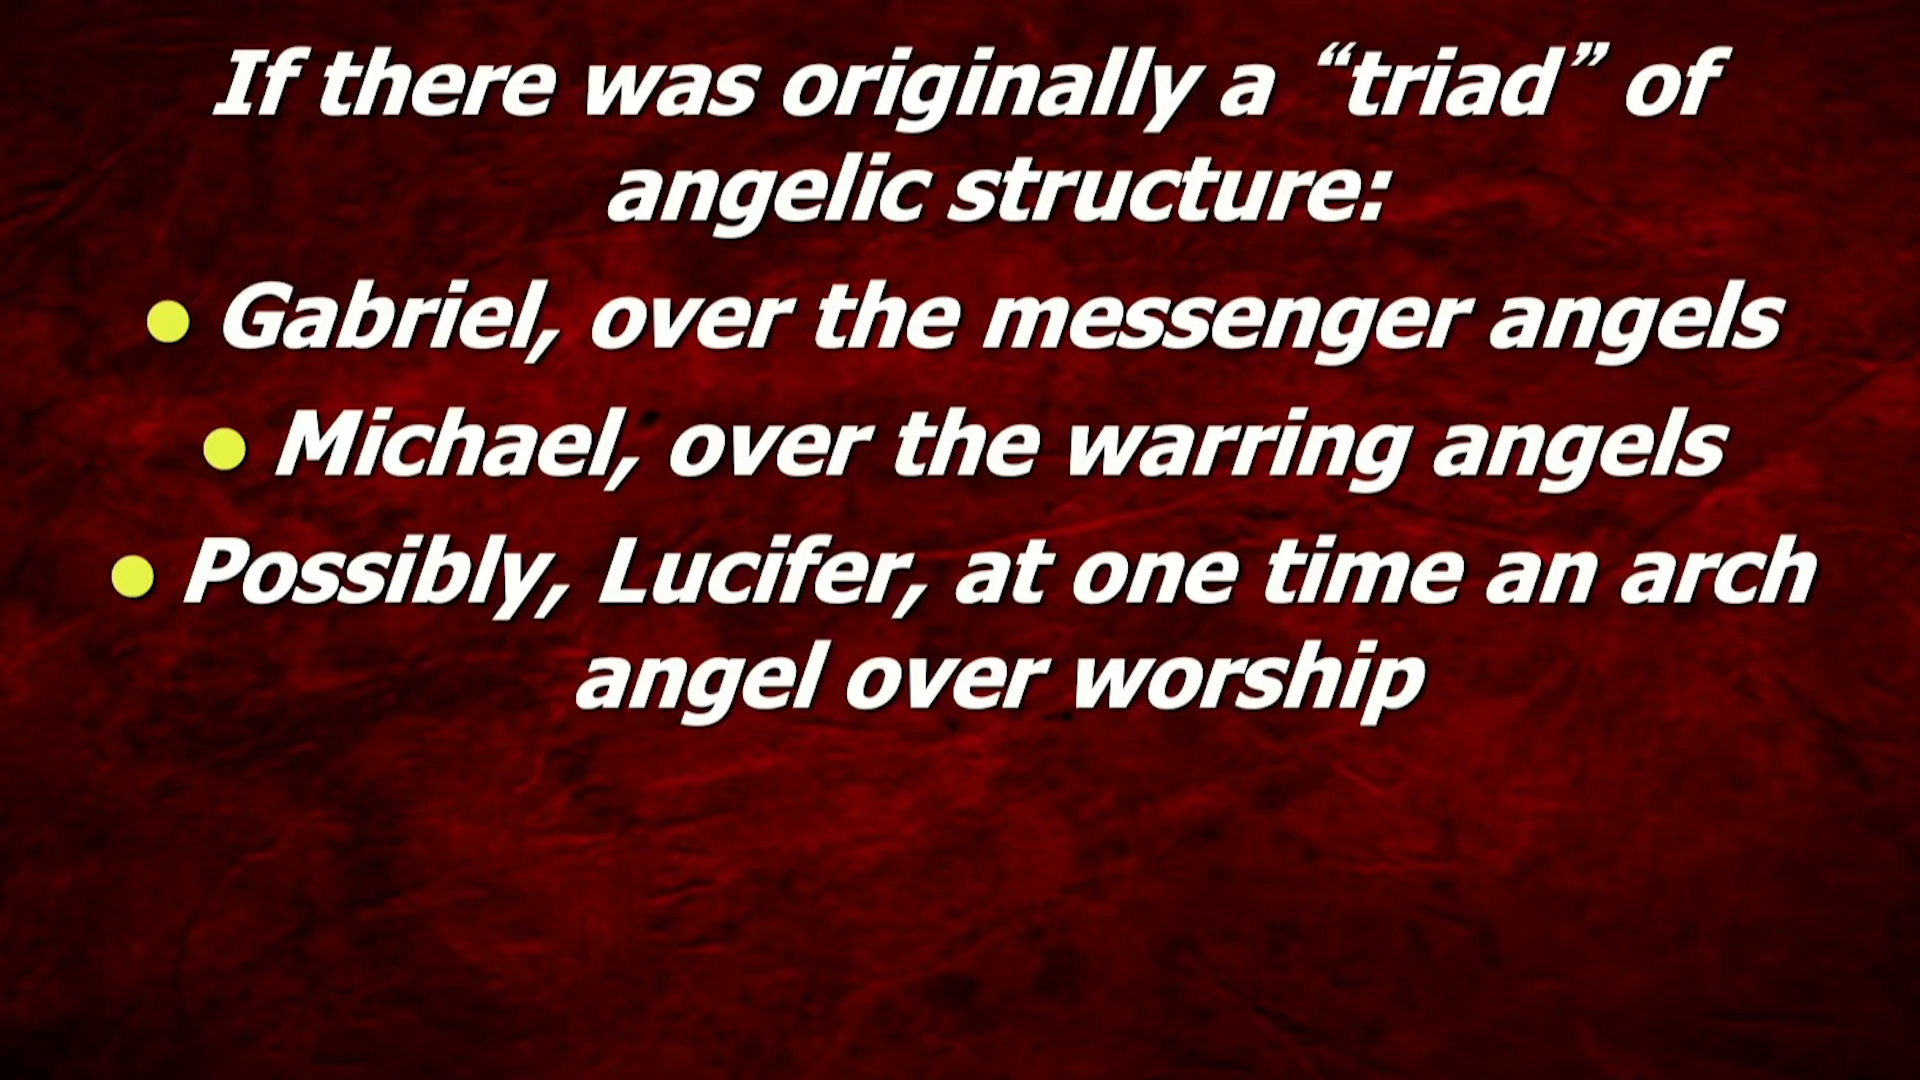 If there was originally a “triad” of
angelic structure:
● Gabriel, over the messenger angels
● Michael, over the warring angels
● Possibly, Lucifer, at one time an arch
angel over worship